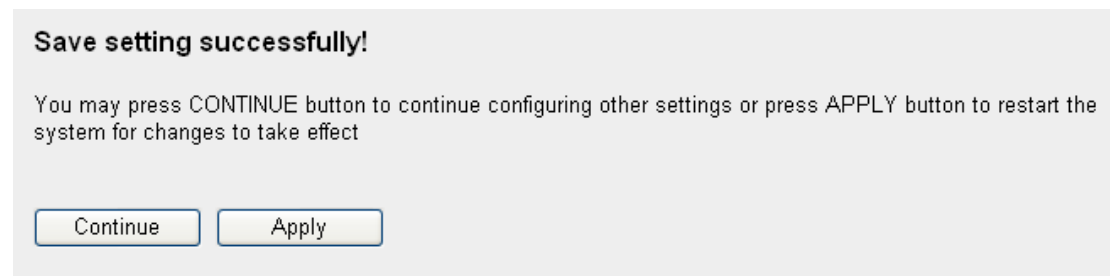 Save setting successfully!
You may press CONTINUE button to continue configuring other settings or press APPLY button to restart the
system for changes to take effect
Continue Apply